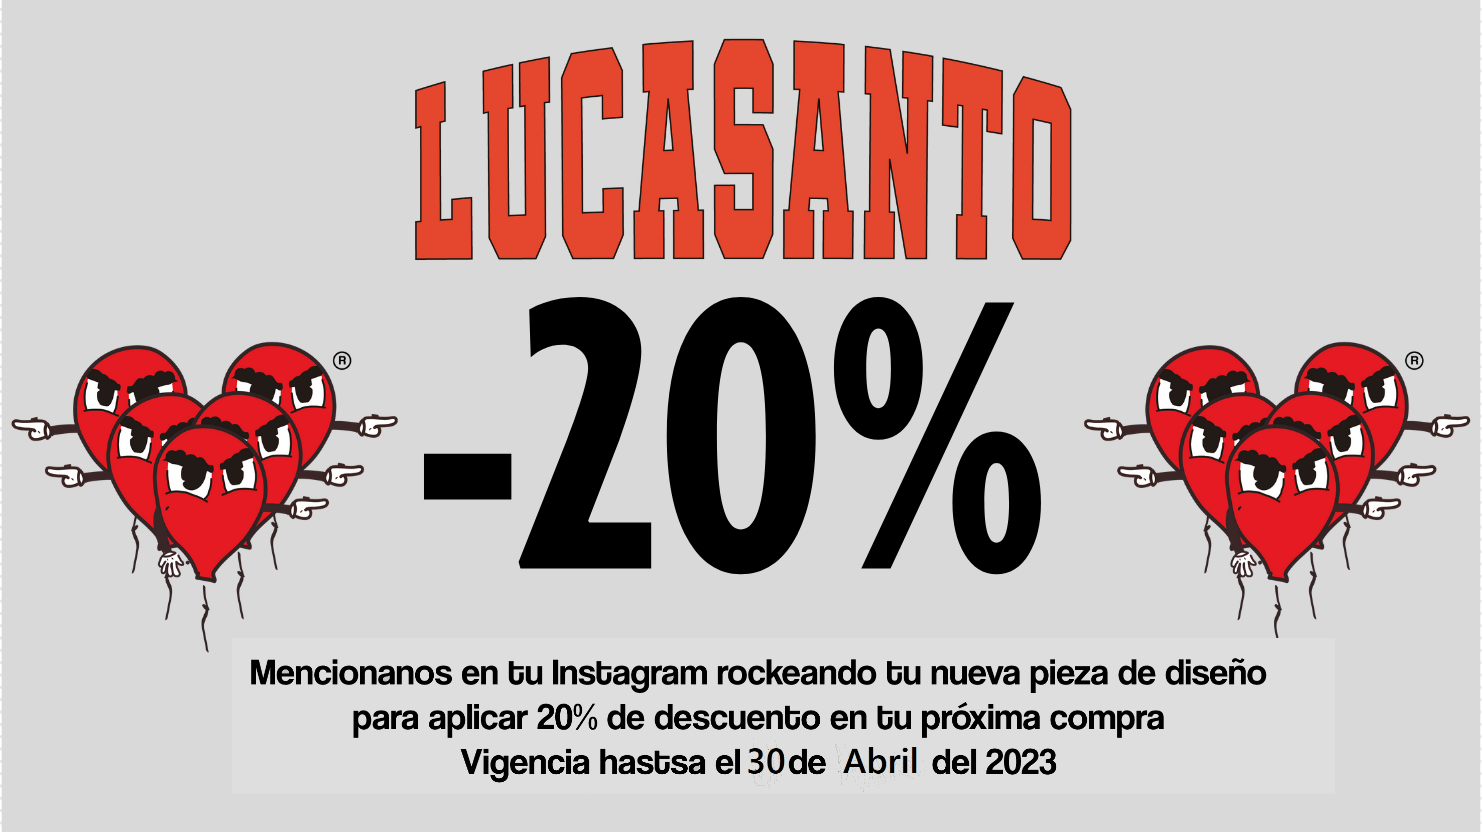 LUCASANTO
-20%
®
®
Mencionanos en tu Instagram rockeando tu nueva pieza de diseño
para aplicar 20% de descuento en tu próxima compra
Vigencia hastsa el 30 de Abril del 2023